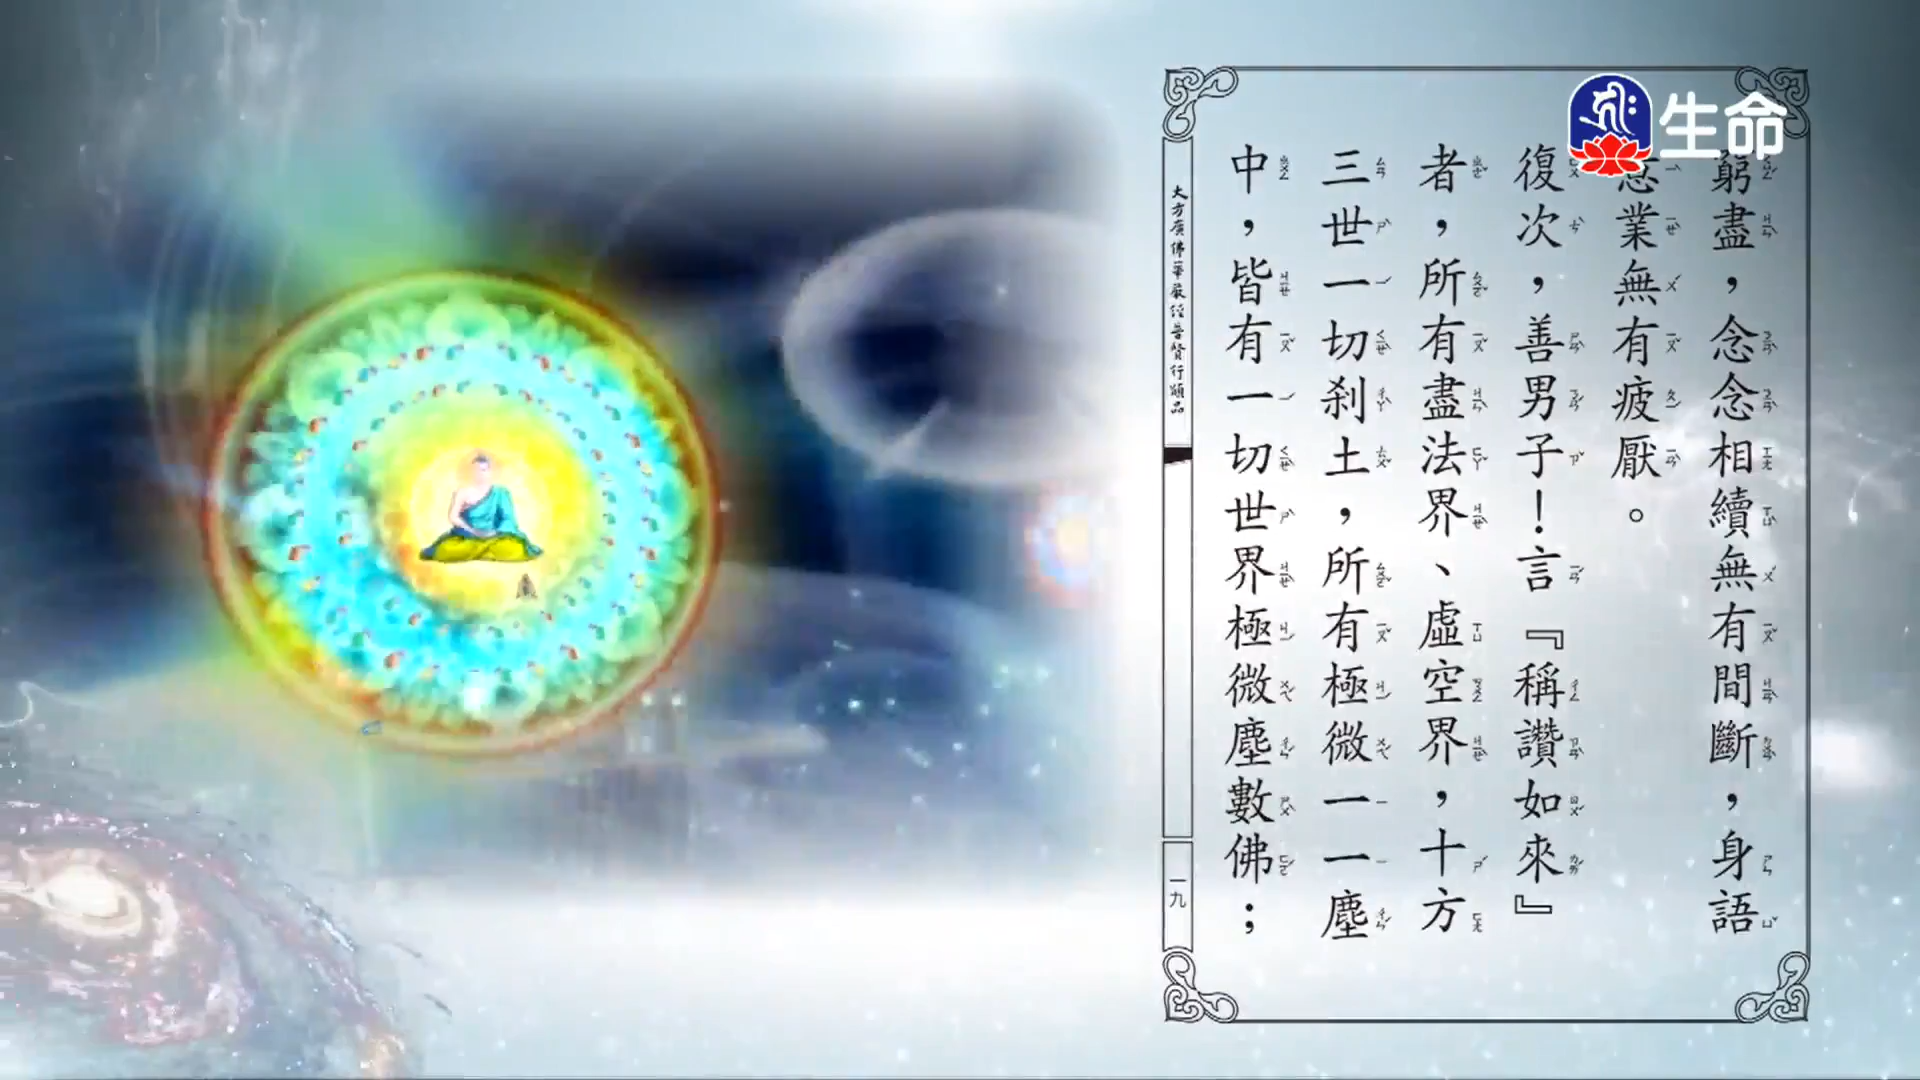 生命
窮盡，念念相續無有間斷，身語
意業無有疲厭。
復次，善男子！言『稱讚如來』
者，所有盡法界、虛空界，十方
三世一切剎土，所有極微一一塵
中，皆有一切世界極微塵數佛；
大方廣佛華嚴經普賢行願品
一九